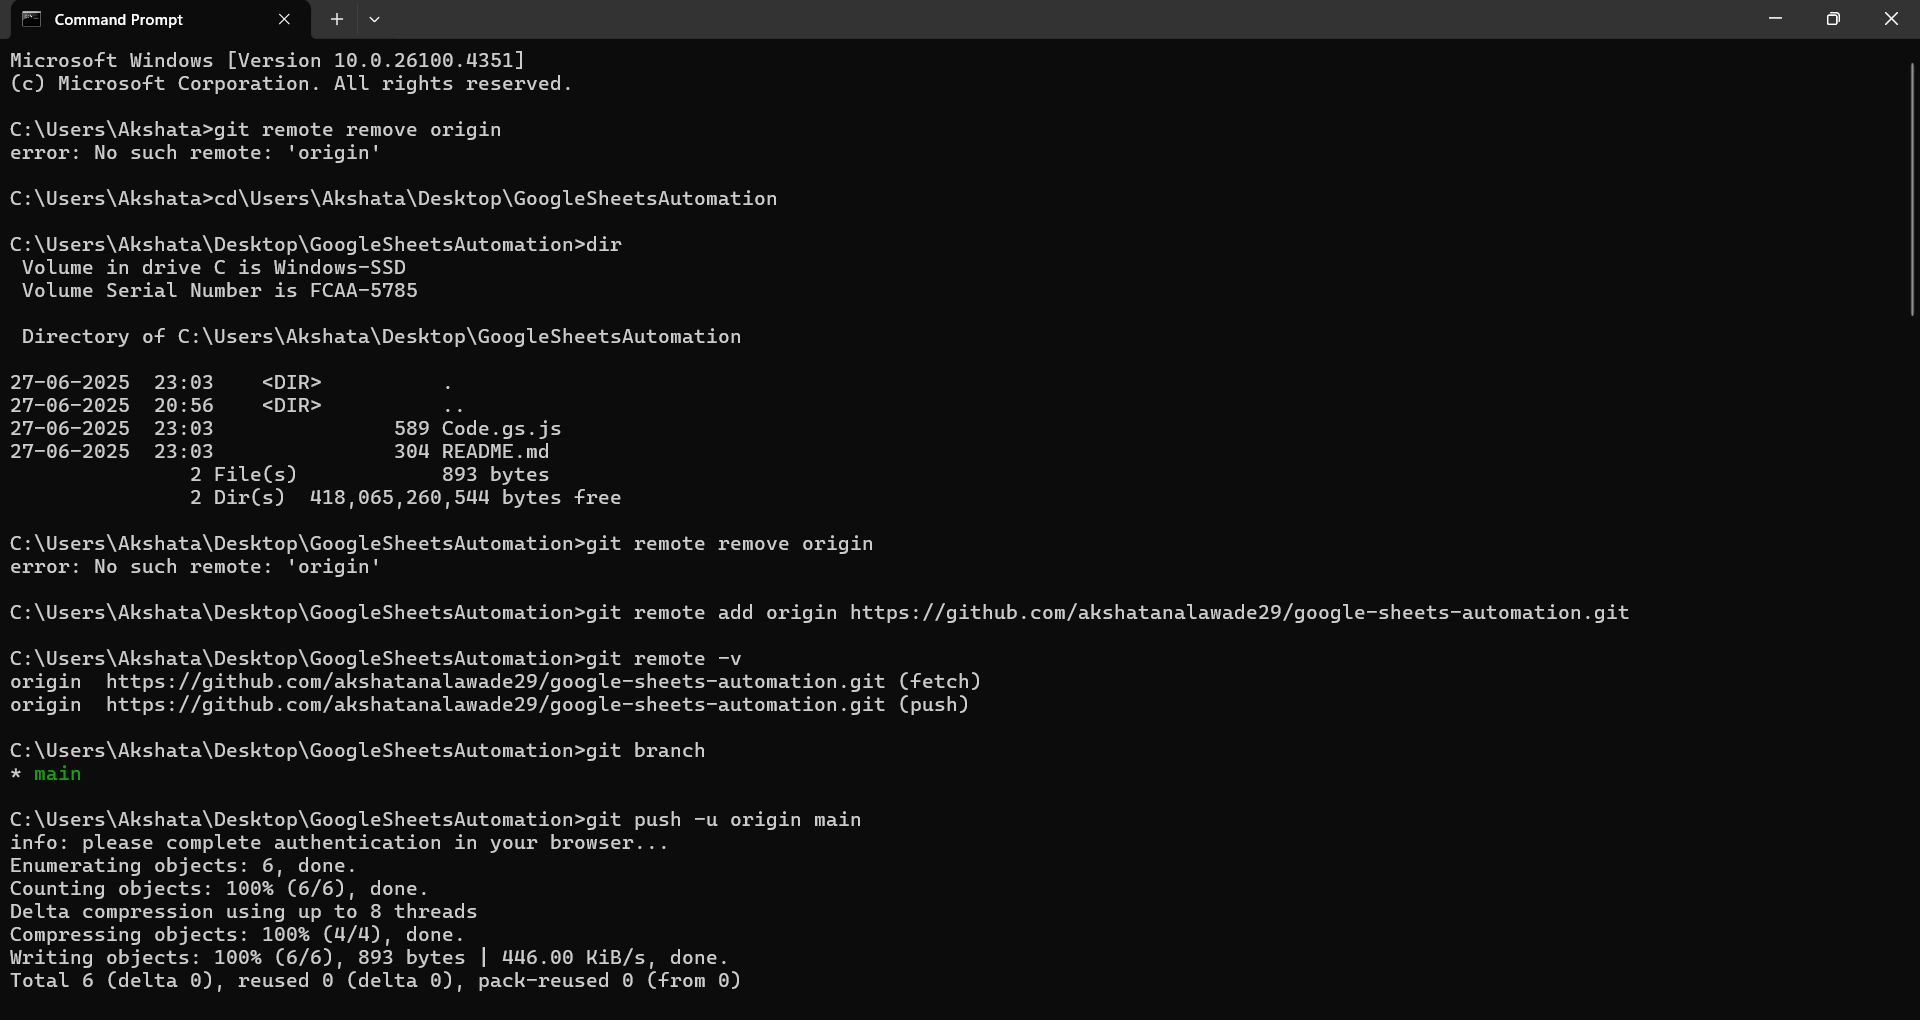 Command Prompt
Microsoft Windows [Version 10.0.26100.4351]
(c) Microsoft Corporation. All rights reserved.
C:\Users\Akshata>git remote remove origin
error: No such remote: 'origin'
C:\Users\Akshata>cd\Users\Akshata\Desktop\GoogleSheetsAutomation
C:\Users\Akshata\Desktop\GoogleSheetsAutomation>dir
 Volume in drive C is Windows-SSD
 Volume Serial Number is FCAA-5785
 Directory of C:\Users\Akshata\Desktop\GoogleSheetsAutomation
27-06-2025  23:03    <DIR>          .
27-06-2025  20:56    <DIR>          ..
27-06-2025  23:03               589 Code.gs.js
27-06-2025  23:03               304 README.md
               2 File(s)            893 bytes
               2 Dir(s)  418,065,260,544 bytes free
C:\Users\Akshata\Desktop\GoogleSheetsAutomation>git remote remove origin
error: No such remote: 'origin'
C:\Users\Akshata\Desktop\GoogleSheetsAutomation>git remote add origin https://github.com/akshatanalawade29/google-sheets-automation.git
C:\Users\Akshata\Desktop\GoogleSheetsAutomation>git remote -v
origin  https://github.com/akshatanalawade29/google-sheets-automation.git (fetch)
origin  https://github.com/akshatanalawade29/google-sheets-automation.git (push)
C:\Users\Akshata\Desktop\GoogleSheetsAutomation>git branch
* main
C:\Users\Akshata\Desktop\GoogleSheetsAutomation>git push -u origin main
info: please complete authentication in your browser...
Enumerating objects: 6, done.
Counting objects: 100% (6/6), done.
Delta compression using up to 8 threads
Compressing objects: 100% (4/4), done.
Writing objects: 100% (6/6), 893 bytes | 446.00 KiB/s, done.
Total 6 (delta 0), reused 0 (delta 0), pack-reused 0 (from 0)